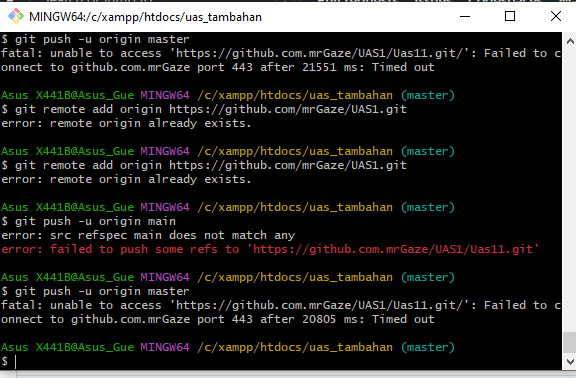 MINGW64:/c/xampp/htdocs/uas_tambahan
$ git push -u origin master
fatal: unable to access 'https://github.com.mrGaze/UAS1/Uas11.git/': Failed to c
onnect to github.com.mrGaze port 443 after 21551 ms: Timed out
Asus X441B@Asus_Gue MINGW64 /c/xampp/htdocs/uas_tambahan (master)
$ git remote add origin https://github.com/mrGaze/UAS1.git
error: remote origin already exists.
Asus X441B@Asus_Gue MINGW64 /c/xampp/htdocs/uas_tambahan (master)
$ git remote add origin https://github.com/mrGaze/UAS1.git
error: remote origin already exists.
Asus X441B@Asus_Gue MINGW64 /c/xampp/htdocs/uas_tambahan (master)
$ git push -u origin main
error: src refspec main does not match any
error: failed to push some refs to 'https://github.com.mrGaze/UAS1/Uas11.git'
Asus X441B@Asus_Gue MINGW64 /c/xampp/htdocs/uas_tambahan (master)
$ git push -u origin master
fatal: unable to access 'https://github.com.mrGaze/UAS1/Uas11.git/': Failed to c
onnect to github.com.mrGaze port 443 after 20805 ms: Timed out
Asus X441B@Asus_Gue MINGW64 /c/xampp/htdocs/uas_tambahan (master)
$